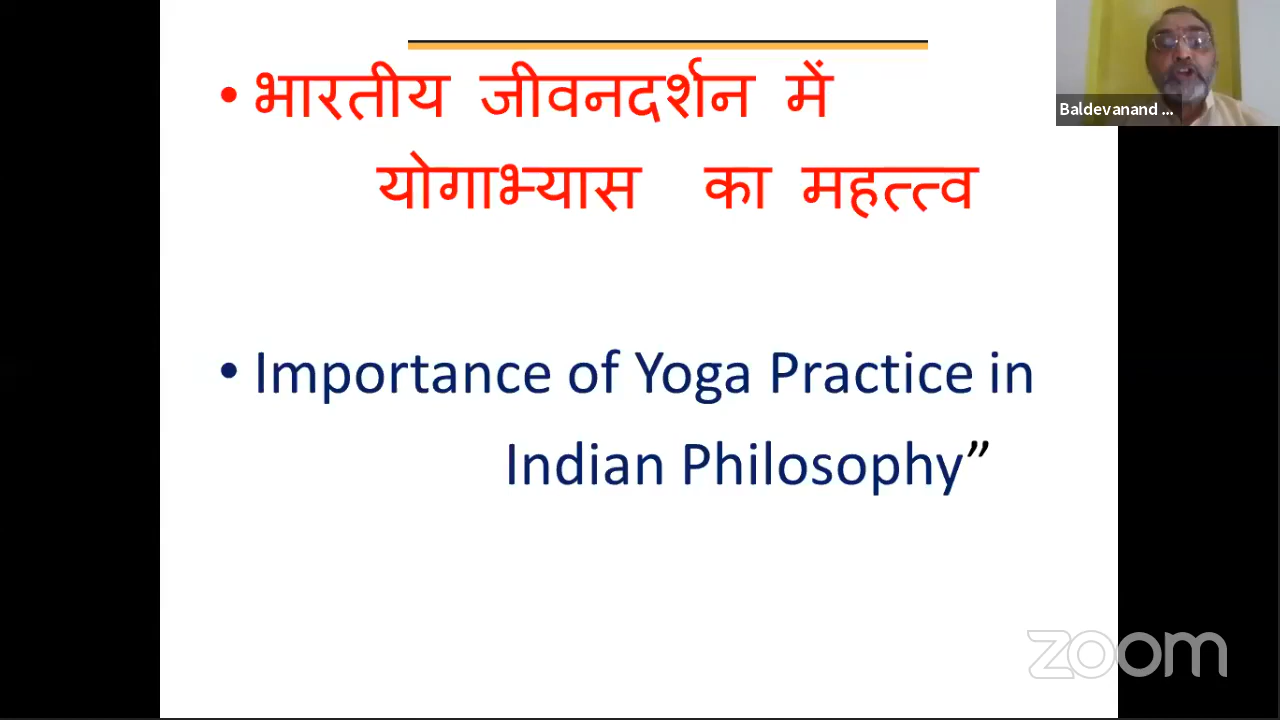 • भारतीय जीवनदर्शन में
योगाभ्यास का महत्त्व
• Importance of Yoga Practice in
Indian Philosophy”
Baldevanand ...
zoom